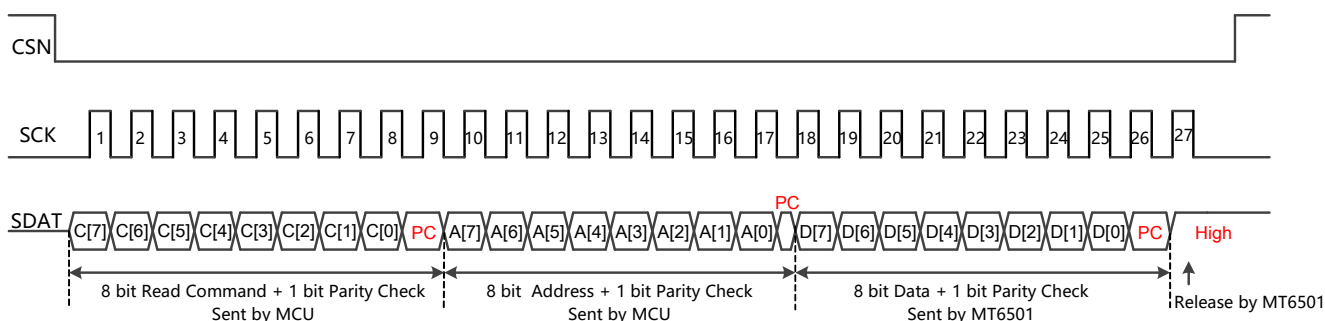 CSN
SCK 1 2 3 4 5 6 7 8 9 10 11 12 13 14 15 16 17 18 19 20 21 22 23 24 25 26 27
PC
SDAT C[7] C[6] C[5] C[4] C[3] C[2] C[1] C[0] PC A[7] A[6] A[5] A[4] A[3] A[2] A[1] A[0] D[7] D[6] D[5] D[4] D[3] D[2] D[1] D[0] PC High
8 bit Read Command + 1 bit Parity Check 8 bit Address + 1 bit Parity Check 8 bit Data + 1 bit Parity Check Release by MT6501
Sent by MCU Sent by MCU Sent by MT6501